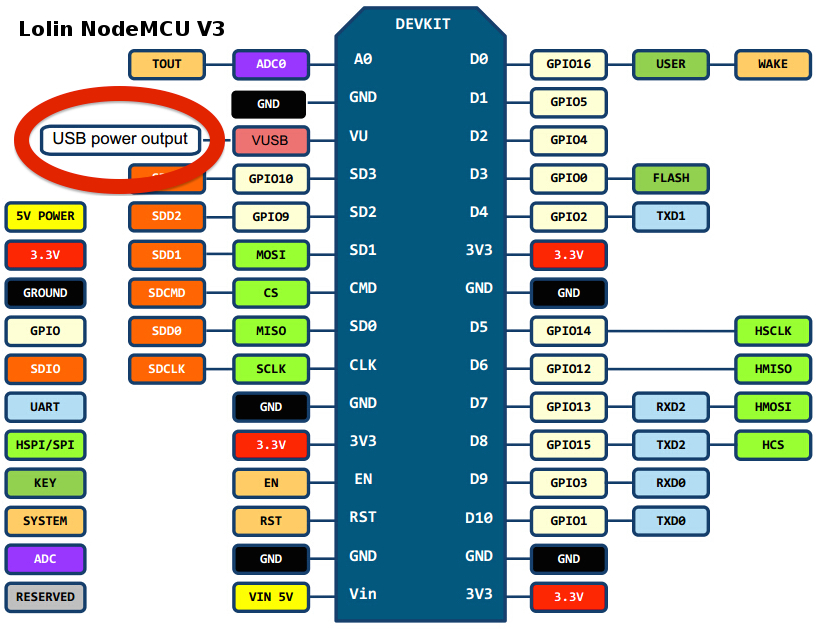 Lolin NodeMCU V3
DEVKIT
TOUT ADC0 A0 D0 GPIO16 USER WAKE
GND GND D1 GPIO5
USB power output VUSB VU D2 GPIO4
GPIO10 SD3 D3 GPIO0 FLASH
5V POWER SDD2 GPIO9 SD2 D4 GPIO2 TXD1
3.3V SDD1 MOSI SD1 3V3 3.3V
GROUND SDCMD CS CMD GND GND
GPIO SDD0 MISO SD0 D5 GPIO14 HSCLK
SDIO SDCLK SCLK CLK D6 GPIO12 HMISO
UART GND GND D7 GPIO13 RXD2 HMOSI
HSPI/SPI 3.3V 3V3 D8 GPIO15 TXD2 HCS
KEY EN EN D9 GPIO3 RXD0
SYSTEM RST RST D10 GPIO1 TXD0
ADC GND GND GND GND
RESERVED VIN 5V Vin 3V3 3.3V